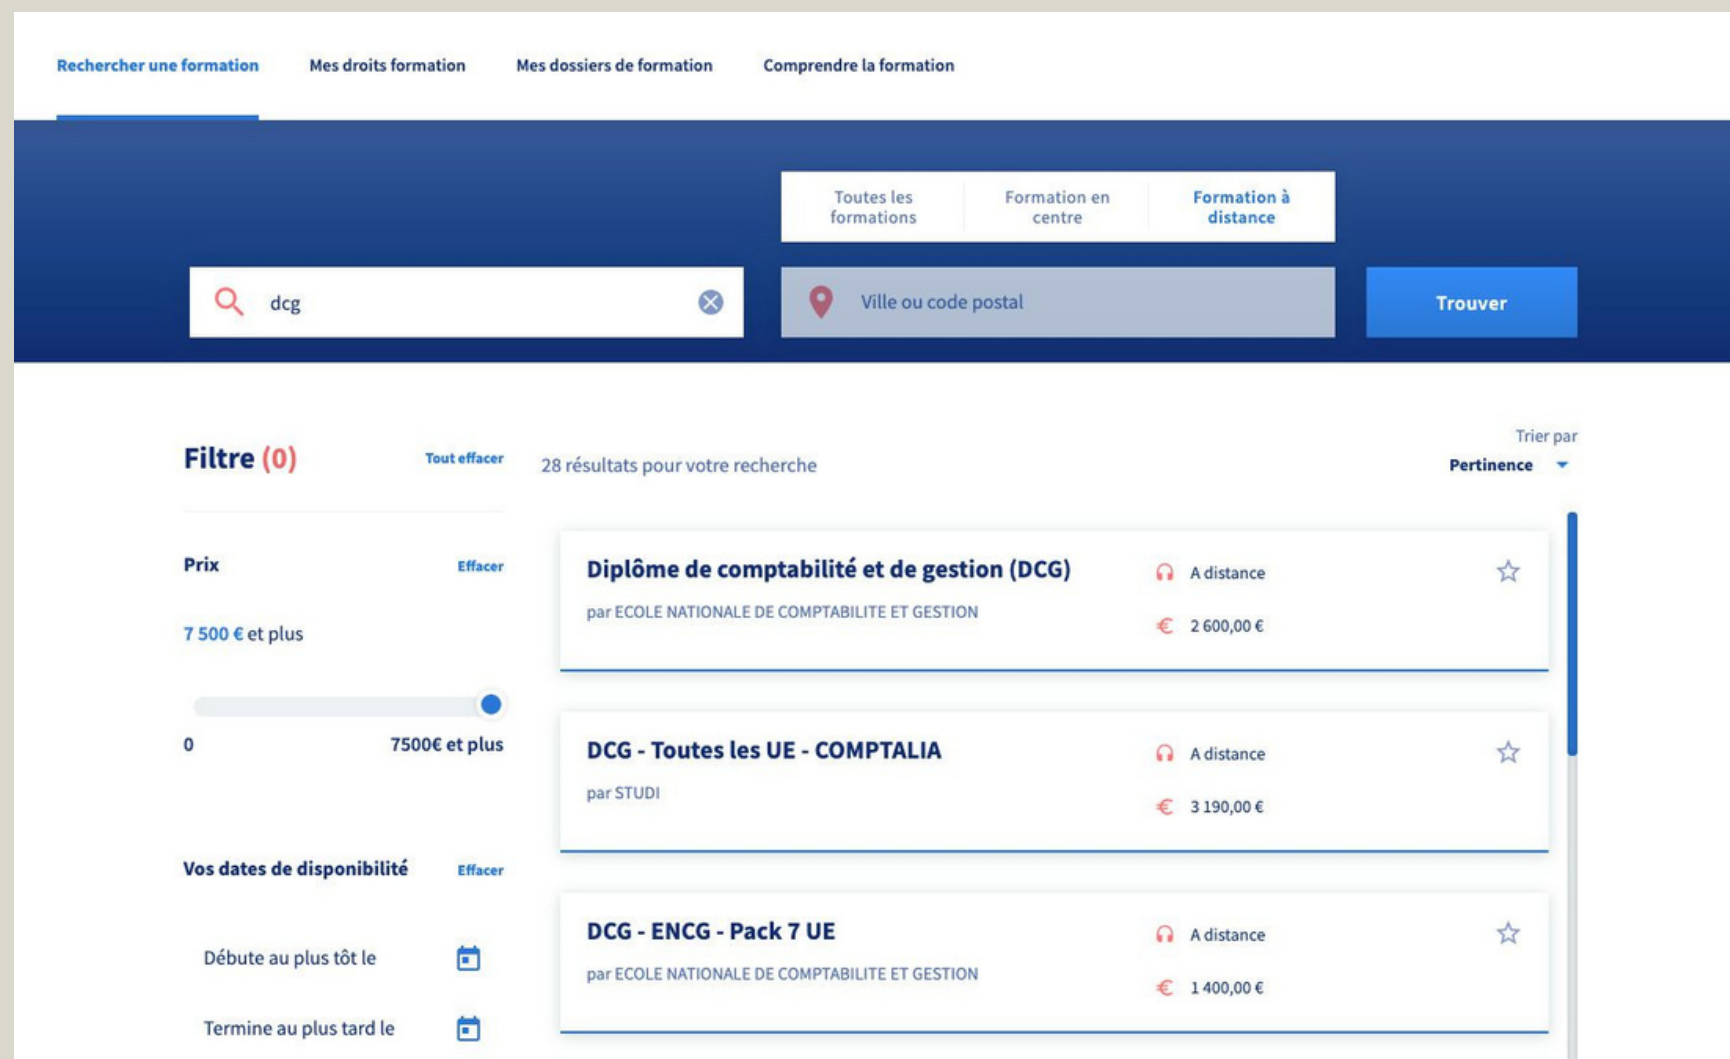 Rechercher une formation
Mes droits formation
Mes dossiers de formation
Comprendre la formation
Toutes les
formations
Formation en
centre
Formation à
distance
dcg
Ville ou code postal
Trouver
Filtre (0)
Tout effacer
28 résultats pour votre recherche
Trier par
Pertinence
Prix
Effacer
7 500 € et plus
0
7500€ et plus
Vos dates de disponibilité
Effacer
Débute au plus tôt le
Termine au plus tard le
Diplôme de comptabilité et de gestion (DCG)
par ECOLE NATIONALE DE COMPTABILITE ET GESTION
A distance
€ 2 600,00 €
DCG - Toutes les UE - COMPTALIA
par STUDI
A distance
€ 3 190,00 €
DCG - ENCG - Pack 7 UE
par ECOLE NATIONALE DE COMPTABILITE ET GESTION
A distance
€ 1 400,00 €